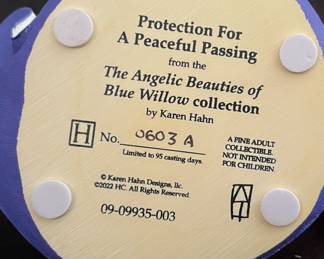 Protection For
A Peaceful Passing
from the
The Angelic Beauties of
Blue Willow collection
by Karen Hahn
H No. 0603 A
Limited to 95 casting days
A FINE ADULT
COLLECTIBLE.
NOT INTENDED
FOR CHILDREN.
© Karen Hahn Designs, llc.
©2022 HC. All Rights Reserved.
09-09935-003